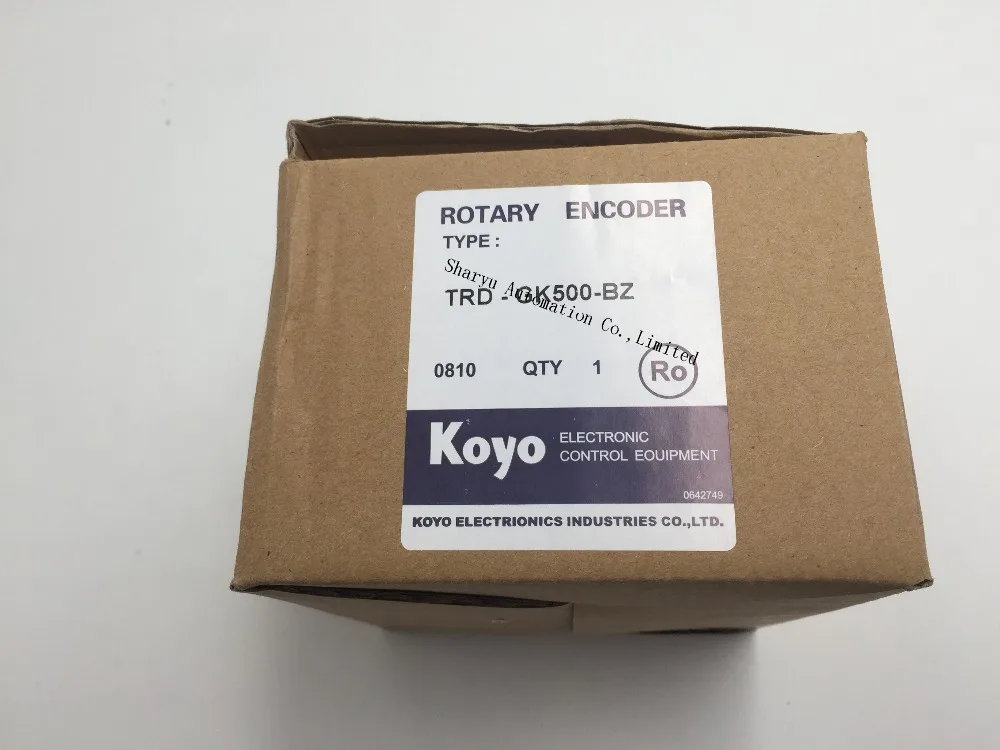 ROTARY ENCODER
TYPE :
TRD - GK500-BZ
Sharyu Automation Co.,Limited
0810 QTY 1 Ro
Koyo ELECTRONIC
CONTROL EQUIPMENT
0642749
KOYO ELECTRIONICS INDUSTRIES CO.,LTD.